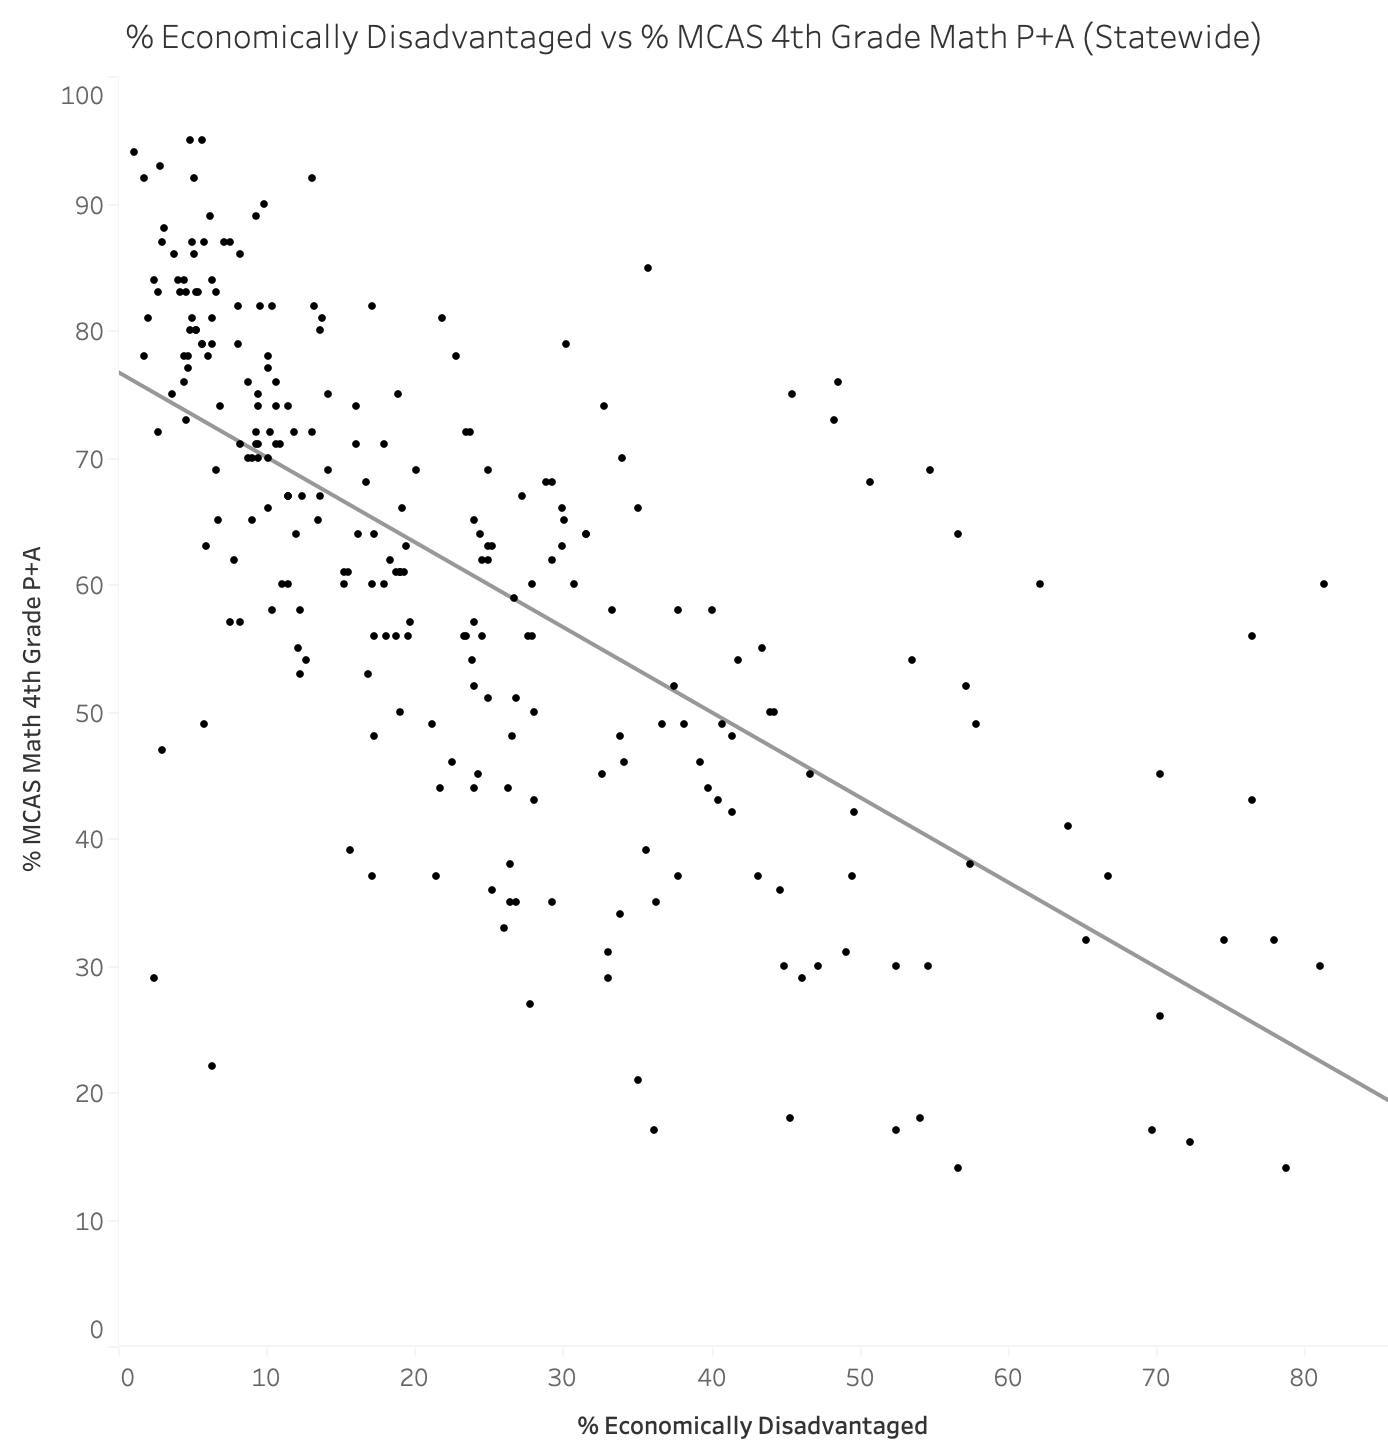 % Economically Disadvantaged vs % MCAS 4th Grade Math P+A (Statewide)
100
90
80
70
60
50
40
30
20
10
0
% MCAS Math 4th Grade P+A
0 10 20 30 40 50 60 70 80
% Economically Disadvantaged